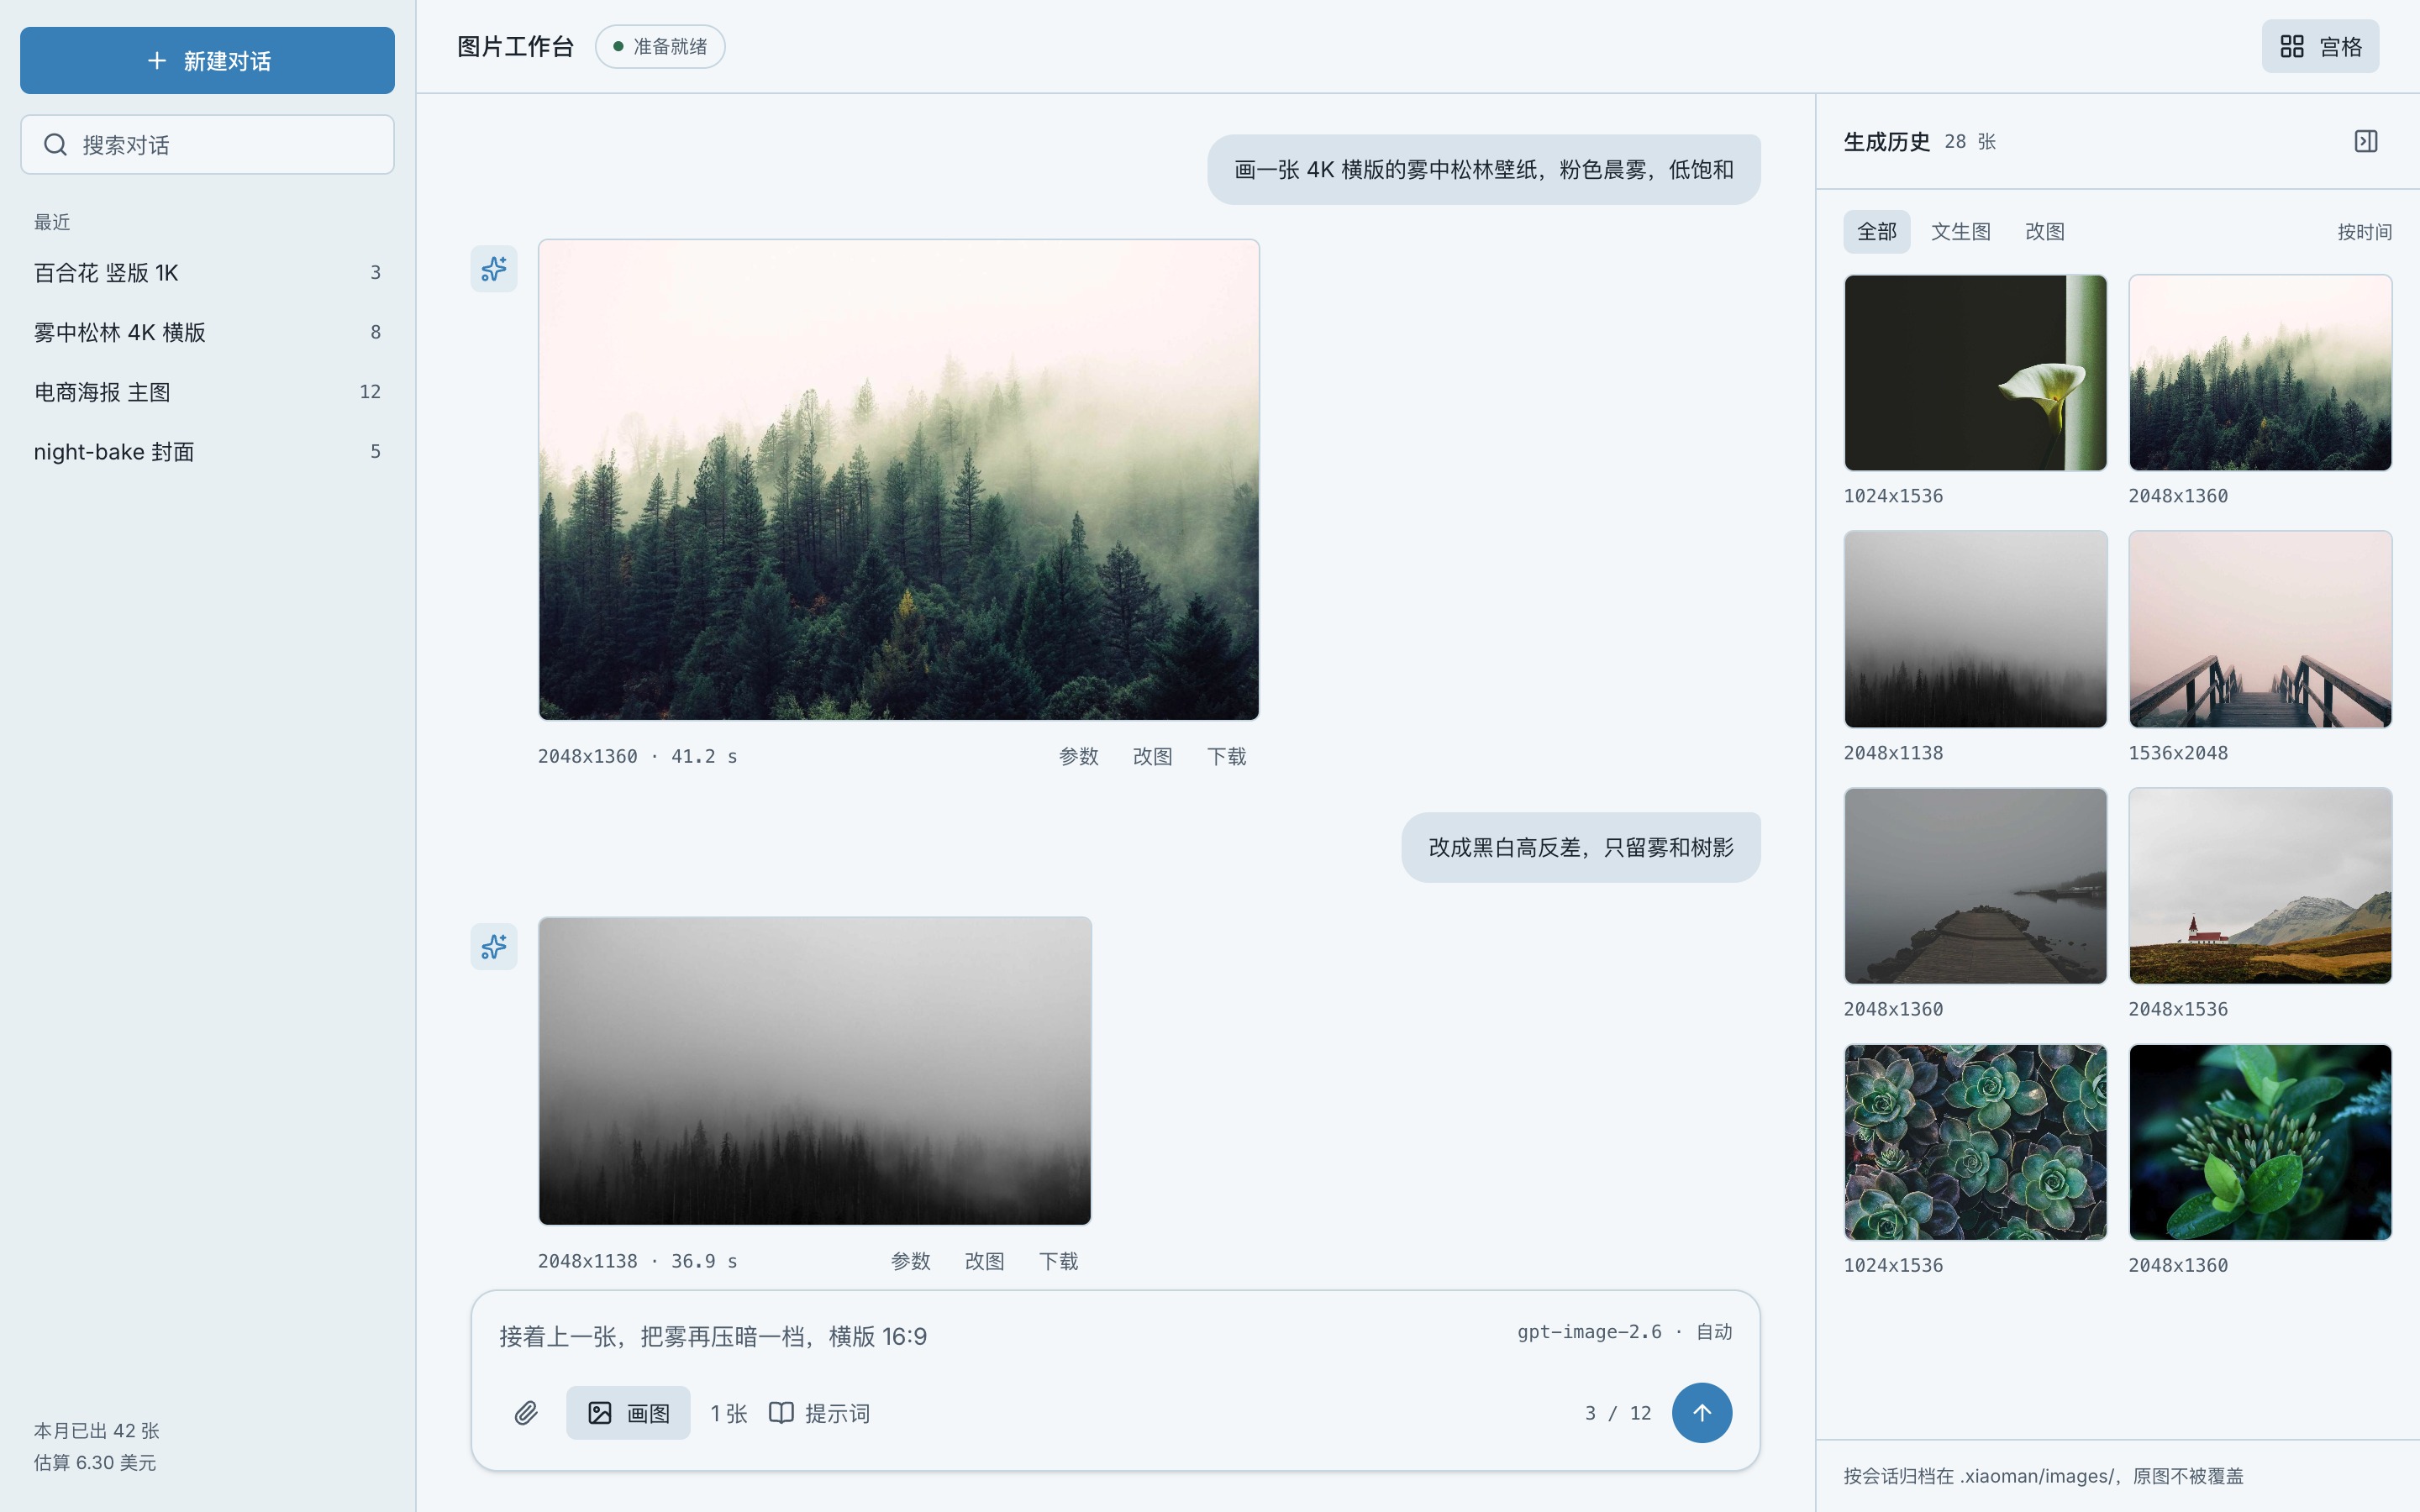 新建对话
搜索对话
最近
百合花 竖版 1K 3
雾中松林 4K 横版 8
电商海报 主图 12
night-bake 封面 5
本月已出 42 张
估算 6.30 美元
图片工作台 准备就绪
宫格
画一张 4K 横版的雾中松林壁纸，粉色晨雾，低饱和
2048x1360 · 41.2 s 参数 改图 下载
改成黑白高反差，只留雾和树影
2048x1138 · 36.9 s 参数 改图 下载
接着上一张，把雾再压暗一档，横版 16:9
gpt-image-2.6 · 自动
画图 1 张 提示词 3 / 12
生成历史 28 张
全部 文生图 改图 按时间
1024x1536 2048x1360
2048x1138 1536x2048
2048x1360 2048x1536
1024x1536 2048x1360
按会话归档在 .xiaoman/images/，原图不被覆盖